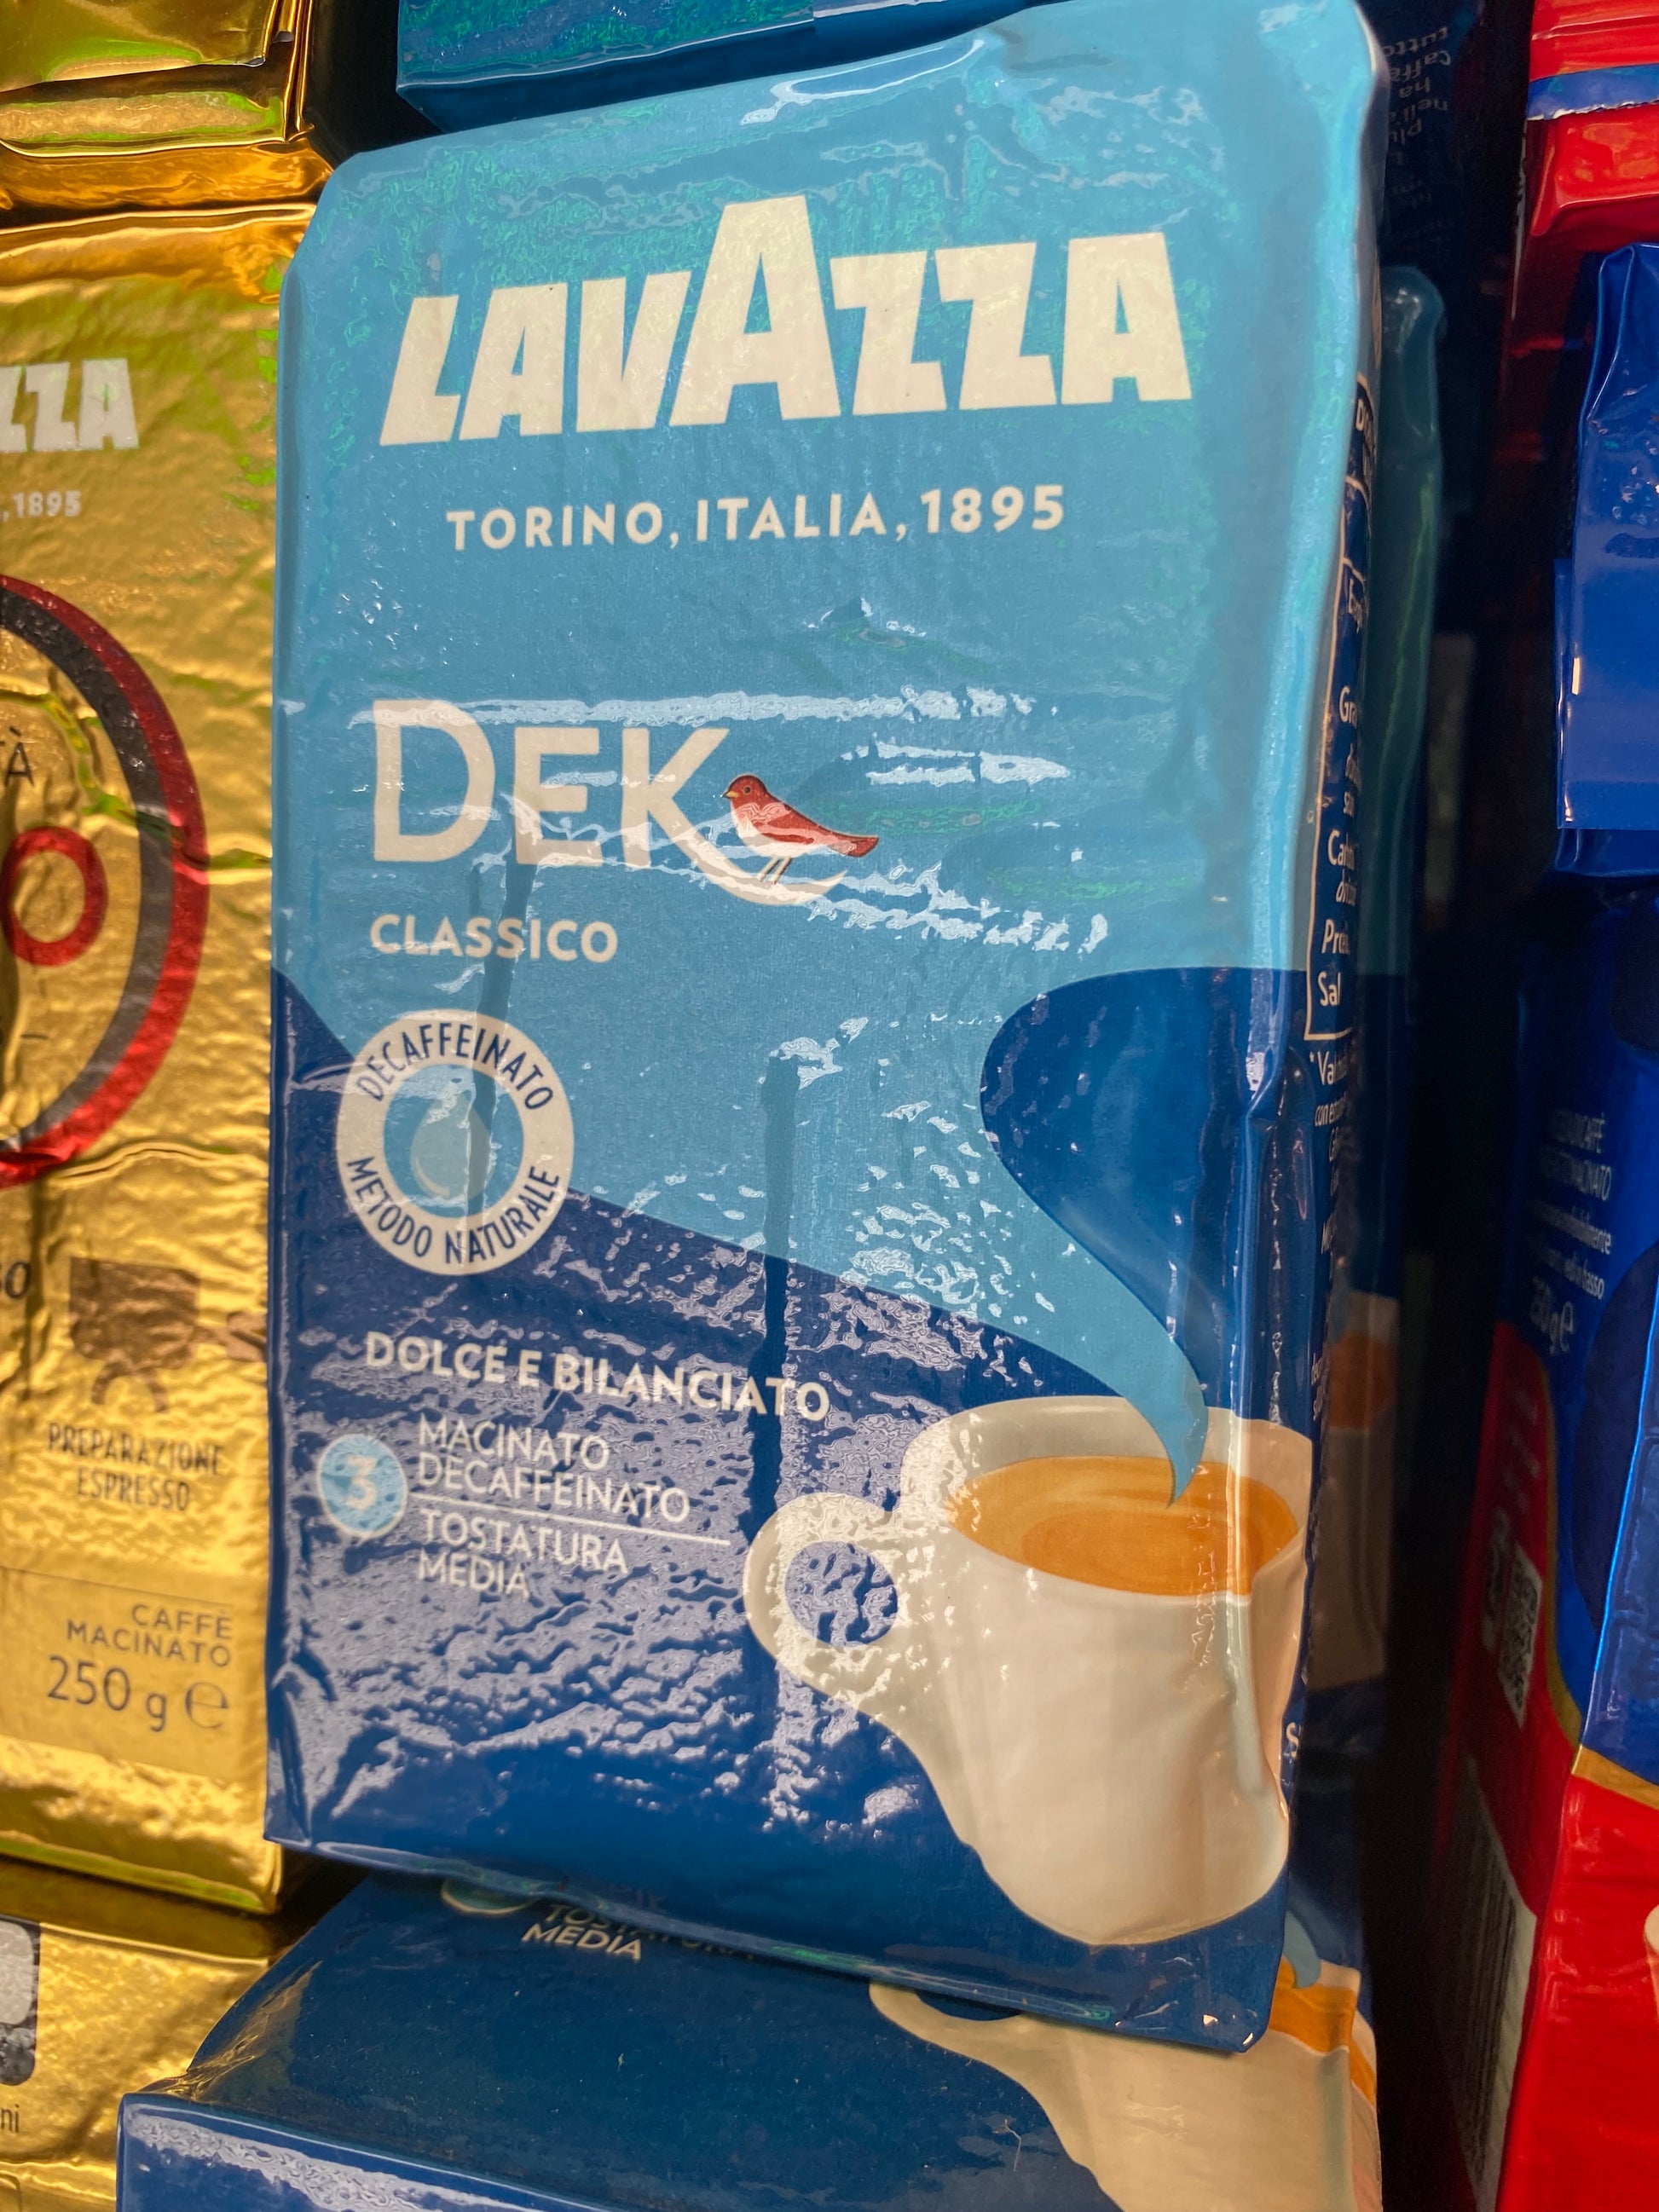 LAVAZZA
TORINO, ITALIA, 1895
DEK
CLASSICO
DECAFFEINATO
METODO NATURALE
DOLCE E BILANCIATO
3
MACINATO
DECAFFEINATO
TOSTATURA
MEDIA
Sal
ZZA
, 1895
PREPARAZIONE
ESPRESSO
CAFFÈ
MACINATO
250 g e
TOSTATURA
MEDIA